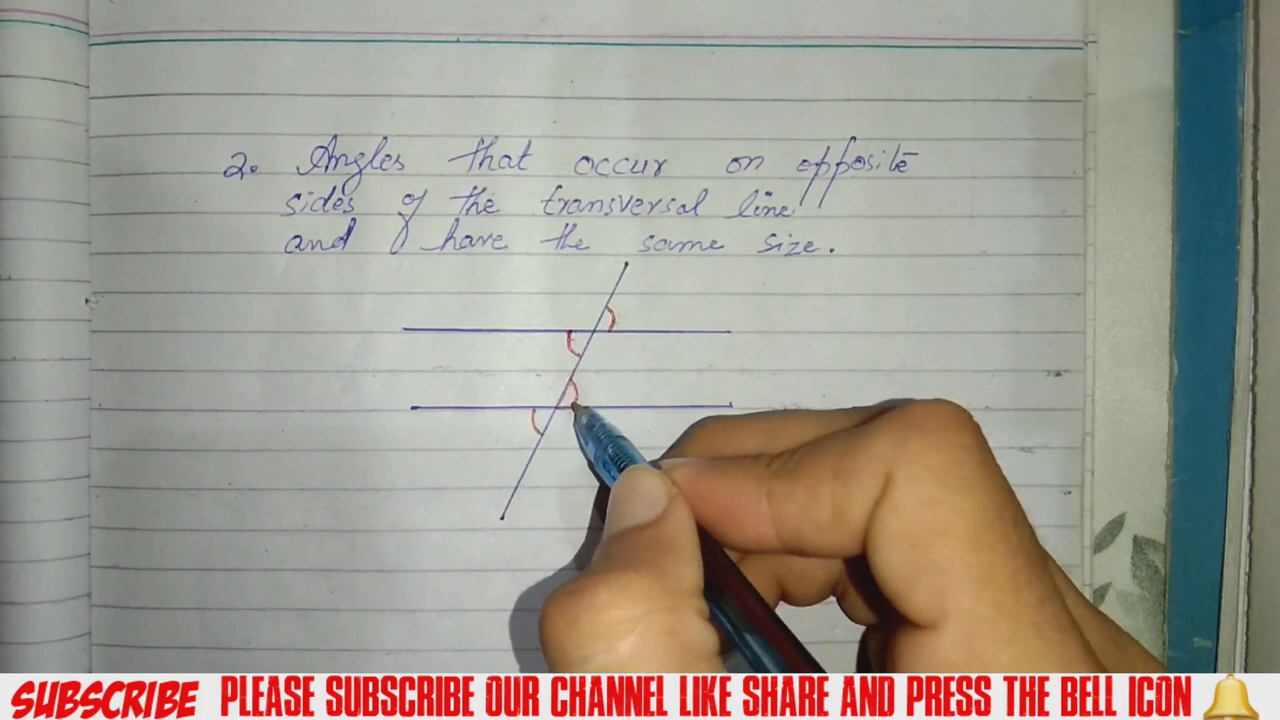 2. Angles that occur on opposite
sides of the transversal line
and have the same size.
SUBSCRIBE PLEASE SUBSCRIBE OUR CHANNEL LIKE SHARE AND PRESS THE BELL ICON